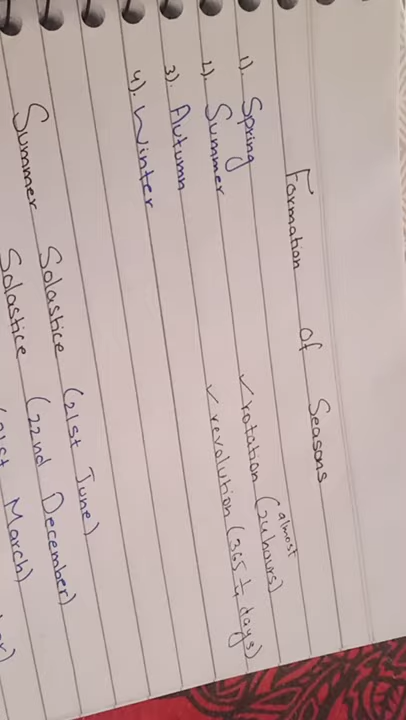 Formation of Seasons
1). Spring ✓ rotation (24 hours) almost
2). Summer ✓ revolution (365 1/4 days)
3). Autumn
4). Winter
Summer Solastice (21st June)
Solastice (22nd December)
March)